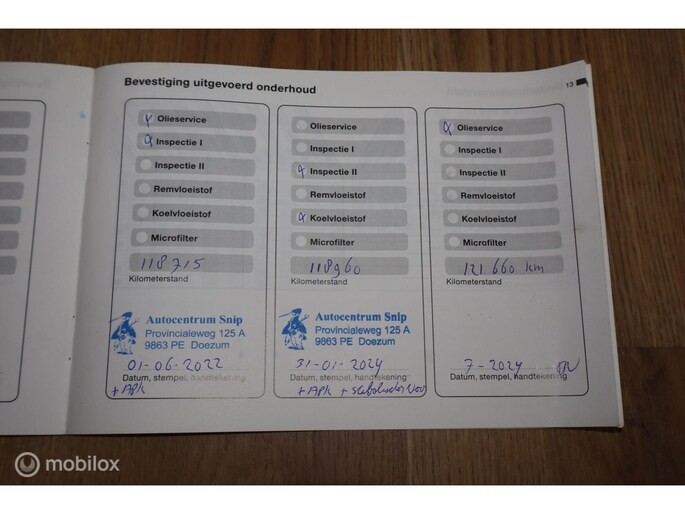 Bevestiging uitgevoerd onderhoud
13
Olieservice
Inspectie I
Inspectie II
Remvloeistof
Koelvloeistof
Microfilter
118715
Kilometerstand
Autocentrum Snip
Provincialeweg 125 A
9863 PE Doezum
01-06-2022
Datum, stempel, handtekening
+ APK
Olieservice
Inspectie I
Inspectie II
Remvloeistof
Koelvloeistof
Microfilter
118960
Kilometerstand
Autocentrum Snip
Provincialeweg 125 A
9863 PE Doezum
31-01-2024
Datum, stempel, handtekening
+ APK +
Olieservice
Inspectie I
Inspectie II
Remvloeistof
Koelvloeistof
Microfilter
121.660 km
Kilometerstand
7-2024
Datum, stempel, handtekening
mobilox